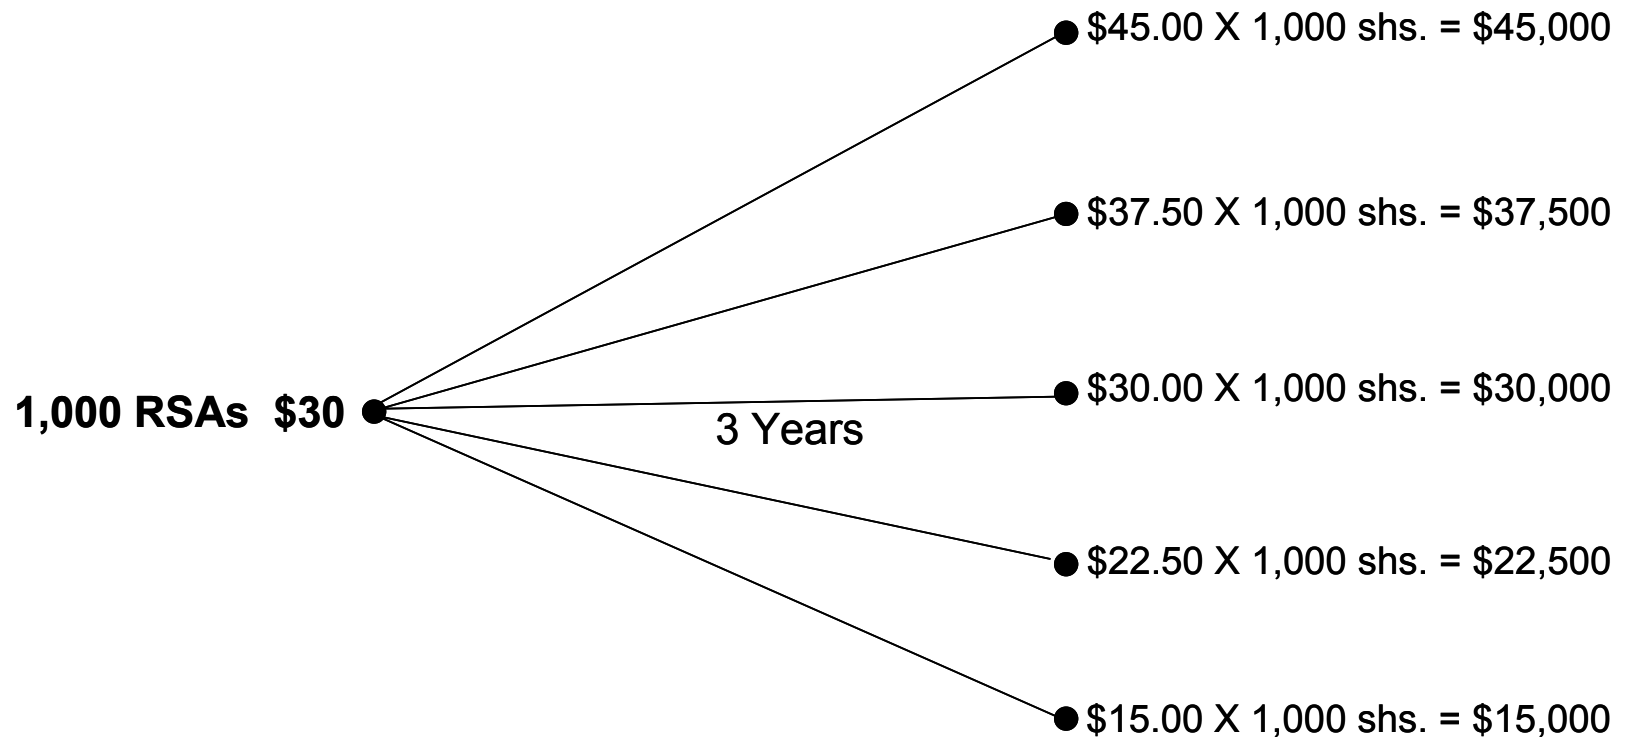 $45.00 X 1,000 shs. = $45,000
$37.50 X 1,000 shs. = $37,500
$30.00 X 1,000 shs. = $30,000
1,000 RSAs $30
3 Years
$22.50 X 1,000 shs. = $22,500
$15.00 X 1,000 shs. = $15,000